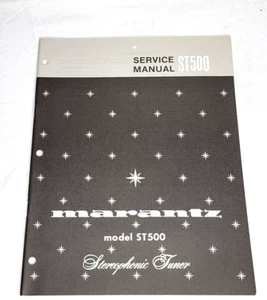 SERVICE
MANUAL ST500
marantz
model ST500
Stereophonic Tuner